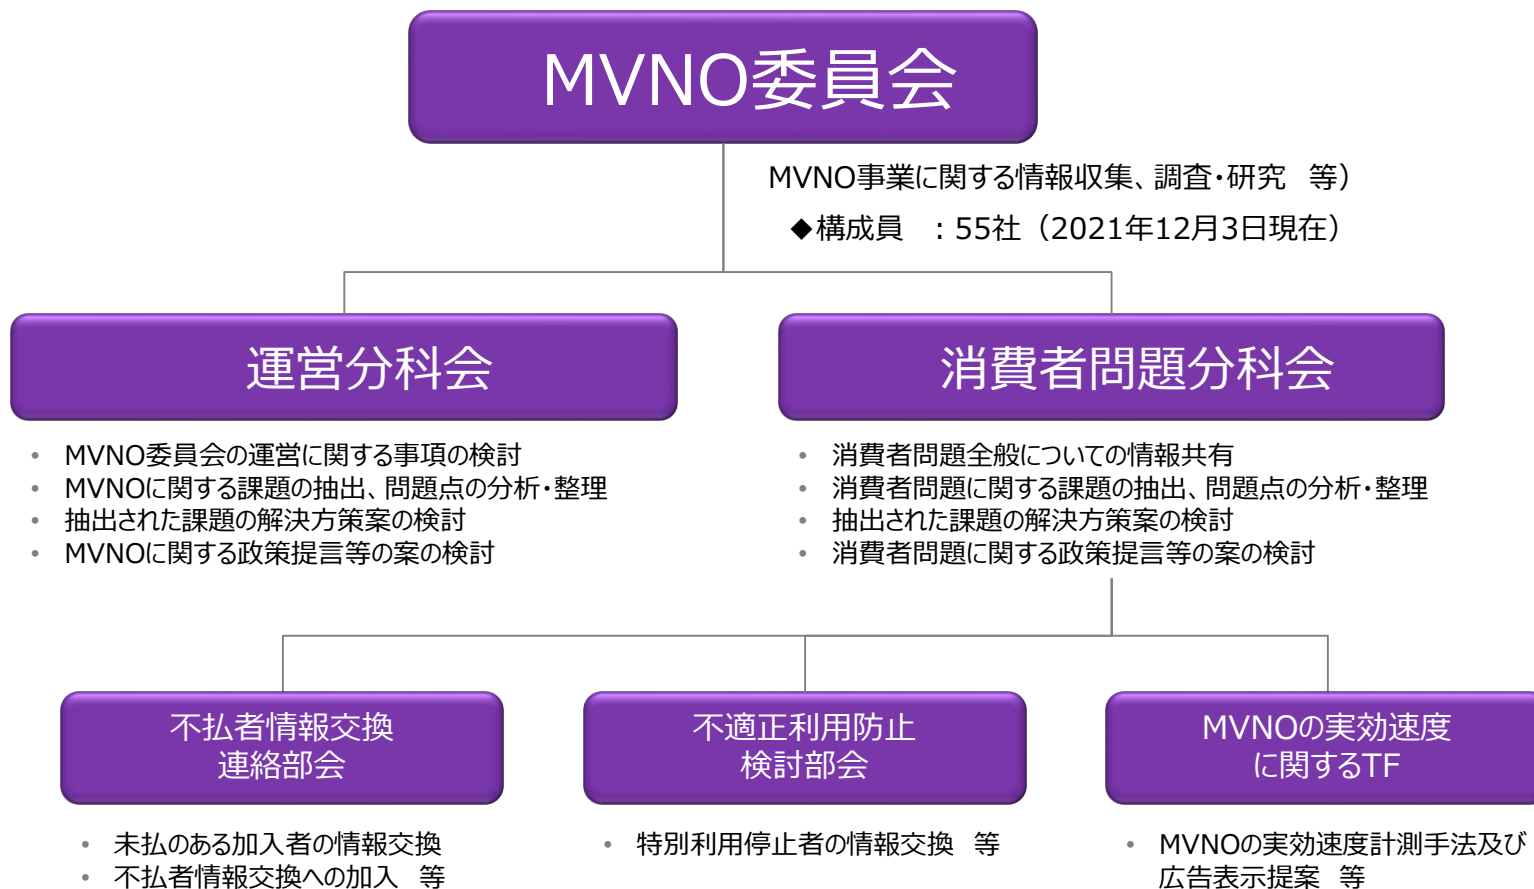 MVNO委員会
MVNO事業に関する情報収集、調査・研究　等）
◆構成員　：55社（2021年12月3日現在）
運営分科会
• MVNO委員会の運営に関する事項の検討
• MVNOに関する課題の抽出、問題点の分析・整理
• 抽出された課題の解決方策案の検討
• MVNOに関する政策提言等の案の検討
消費者問題分科会
• 消費者問題全般についての情報共有
• 消費者問題に関する課題の抽出、問題点の分析・整理
• 抽出された課題の解決方策案の検討
• 消費者問題に関する政策提言等の案の検討
不払者情報交換
連絡部会
• 未払のある加入者の情報交換
• 不払者情報交換への加入　等
不適正利用防止
検討部会
• 特別利用停止者の情報交換　等
MVNOの実効速度
に関するTF
• MVNOの実効速度計測手法及び
広告表示提案　等